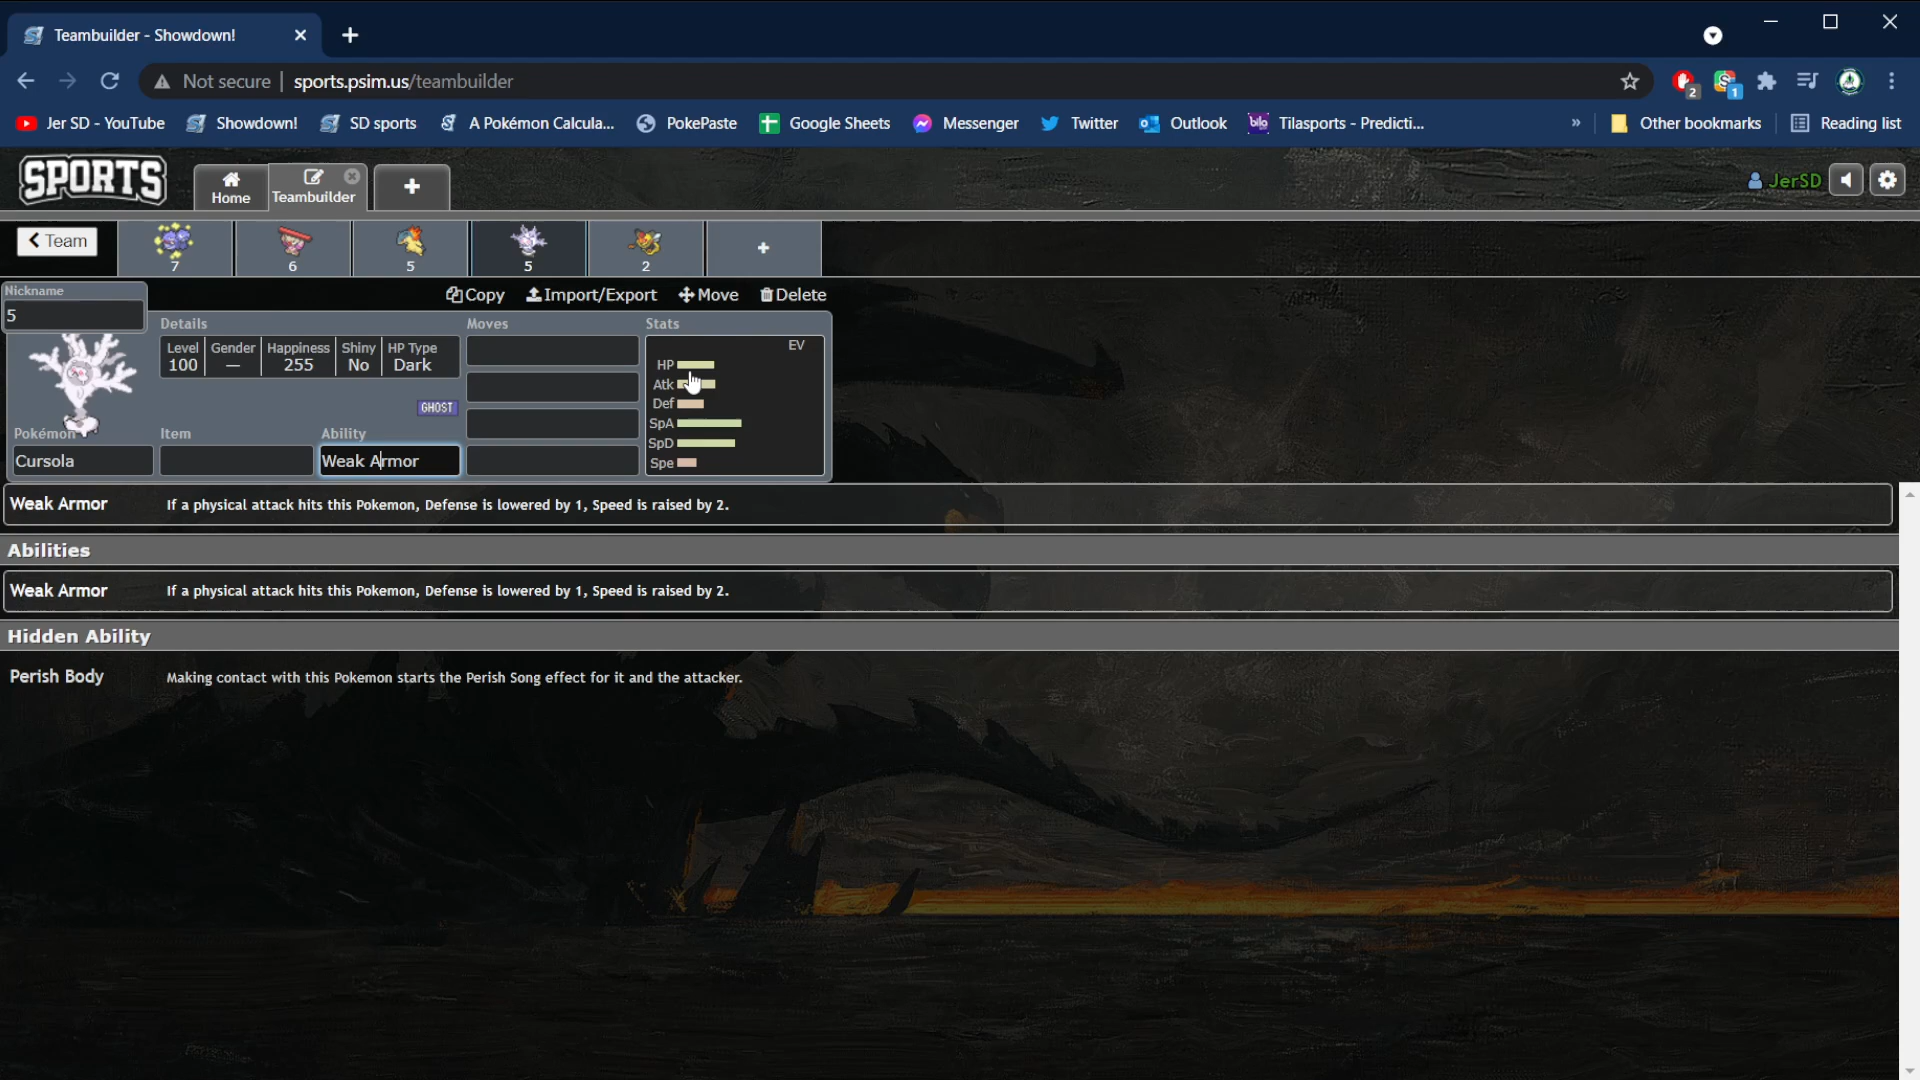 Teambuilder - Showdown!
Not secure | sports.psim.us/teambuilder
2
1
Jer SD - YouTube Showdown! SD sports A Pokémon Calcula... PokePaste Google Sheets Messenger Twitter Outlook Tilasports - Predicti... » Other bookmarks Reading list
SPORTS
Home
Teambuilder
JerSD
Team
7
6
5
5
2
Nickname
5
Copy Import/Export Move Delete
Details Moves Stats
Level Gender Happiness Shiny HP Type
100 — 255 No Dark
EV
HP
Atk
Def
SpA
SpD
Spe
GHOST
Pokémon Item Ability
Cursola Weak Armor
Weak Armor If a physical attack hits this Pokemon, Defense is lowered by 1, Speed is raised by 2.
Abilities
Weak Armor If a physical attack hits this Pokemon, Defense is lowered by 1, Speed is raised by 2.
Hidden Ability
Perish Body Making contact with this Pokemon starts the Perish Song effect for it and the attacker.